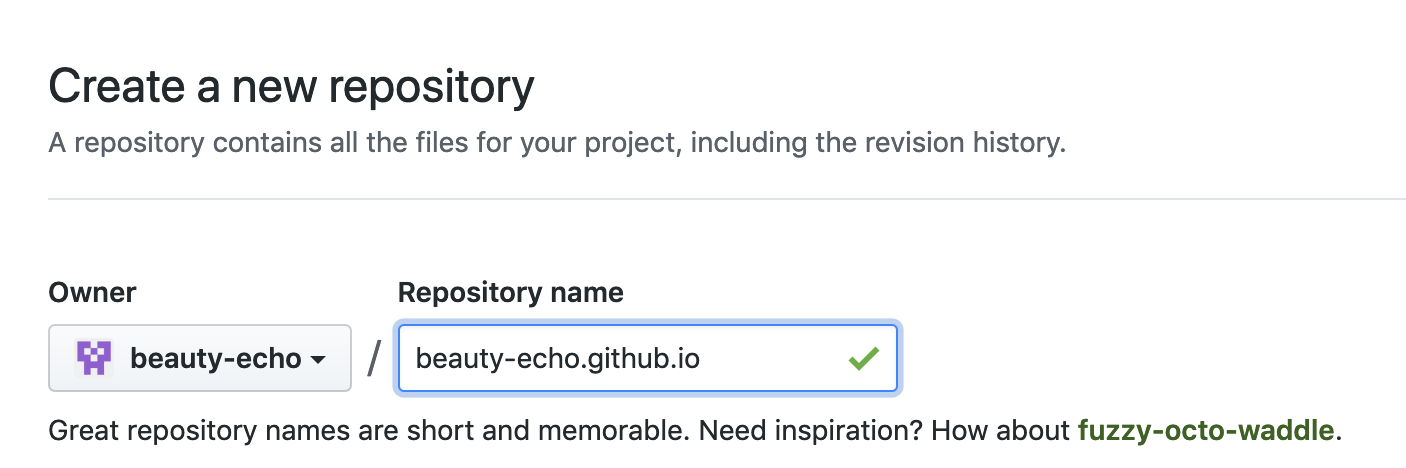 Create a new repository
A repository contains all the files for your project, including the revision history.
Owner
Repository name
beauty-echo / beauty-echo.github.io
Great repository names are short and memorable. Need inspiration? How about fuzzy-octo-waddle.